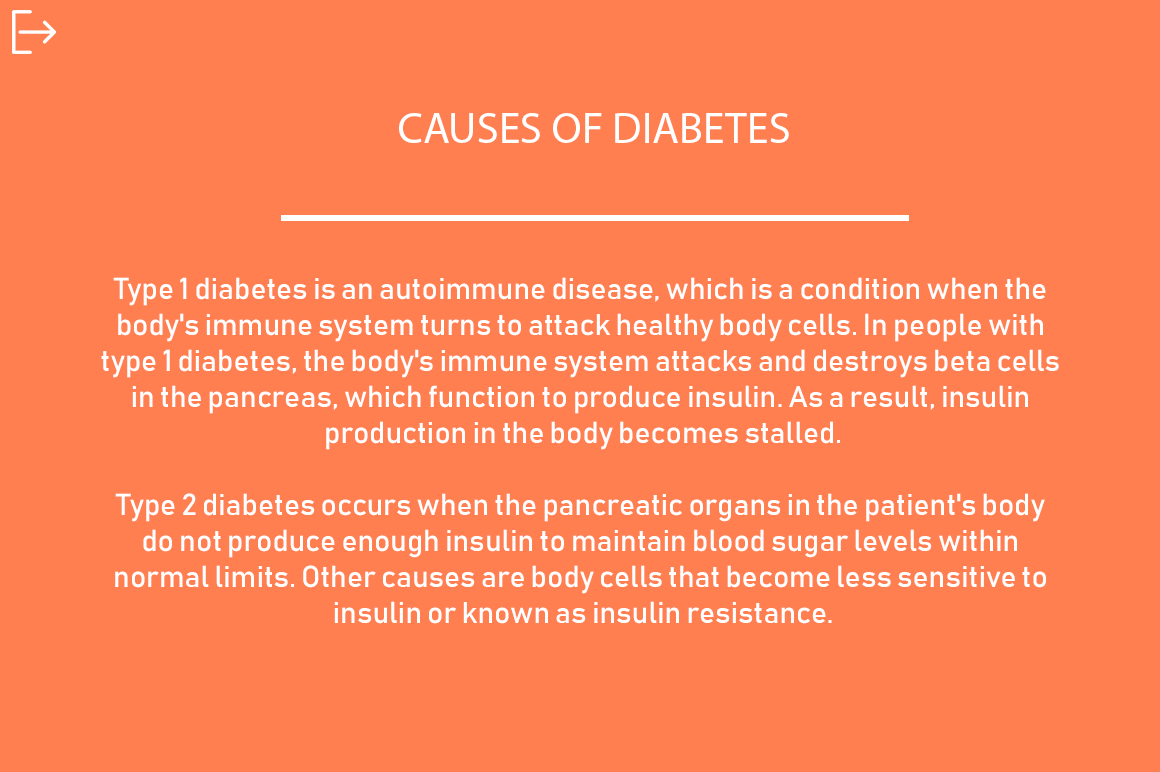 CAUSES OF DIABETES
Type 1 diabetes is an autoimmune disease, which is a condition when the
body's immune system turns to attack healthy body cells. In people with
type 1 diabetes, the body's immune system attacks and destroys beta cells
in the pancreas, which function to produce insulin. As a result, insulin
production in the body becomes stalled.
Type 2 diabetes occurs when the pancreatic organs in the patient's body
do not produce enough insulin to maintain blood sugar levels within
normal limits. Other causes are body cells that become less sensitive to
insulin or known as insulin resistance.